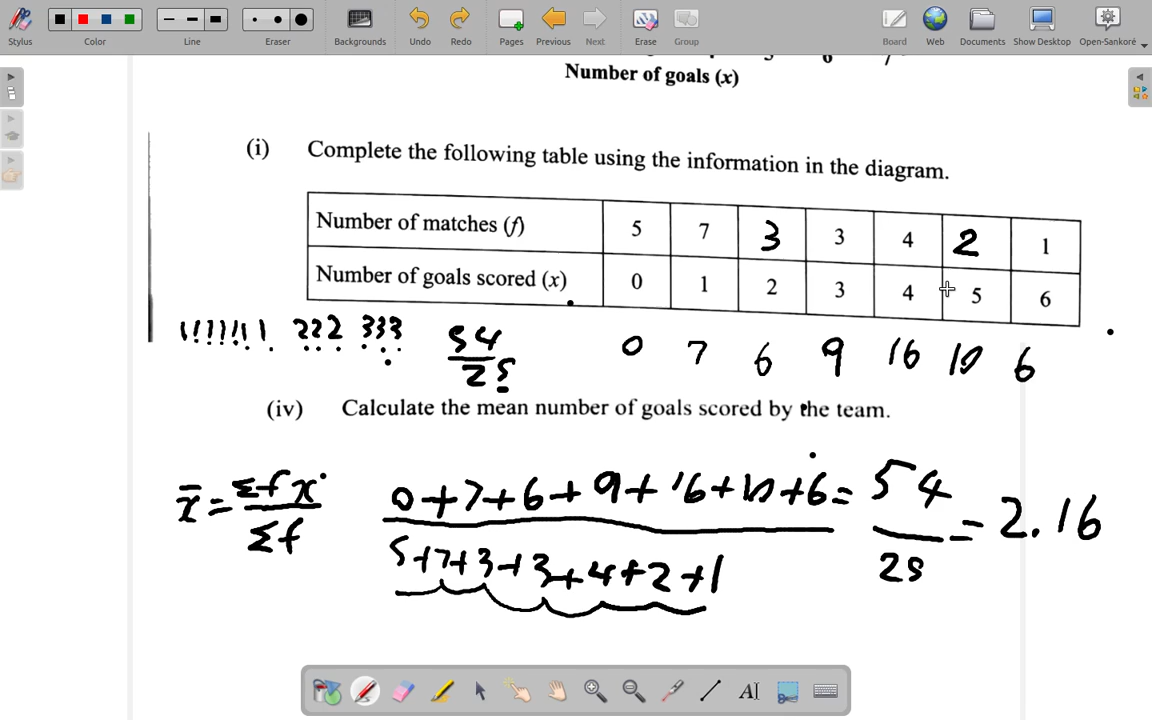 Stylus Color Line Eraser Backgrounds Undo Redo Pages Previous Next Erase Group Board Web Documents Show Desktop Open-Sankoré
Number of goals (x)
(i) Complete the following table using the information in the diagram.
Number of matches (f) 5 7 3 3 4 2 1
Number of goals scored (x) 0 1 2 3 4 5 6
1111111 222 333 54/25 0 7 6 9 16 10 6
(iv) Calculate the mean number of goals scored by the team.
x̄ = Σfx/Σf 0+7+6+9+16+10+6 = 54/25 = 2.16
5+7+3+3+4+2+1